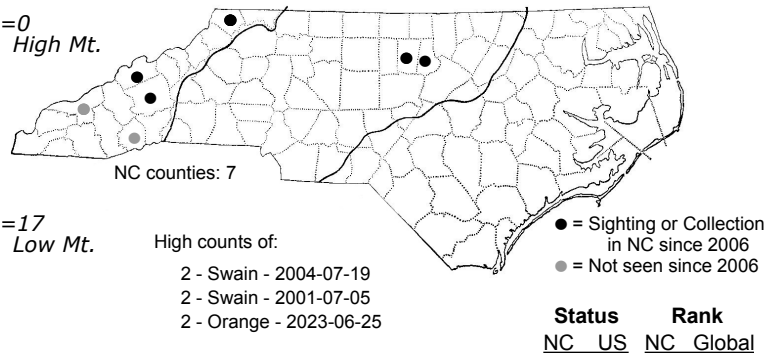 =0
High Mt.
NC counties: 7
=17
Low Mt.
High counts of:
2 - Swain - 2004-07-19
2 - Swain - 2001-07-05
2 - Orange - 2023-06-25
● = Sighting or Collection
in NC since 2006
● = Not seen since 2006
Status Rank
NC US NC Global